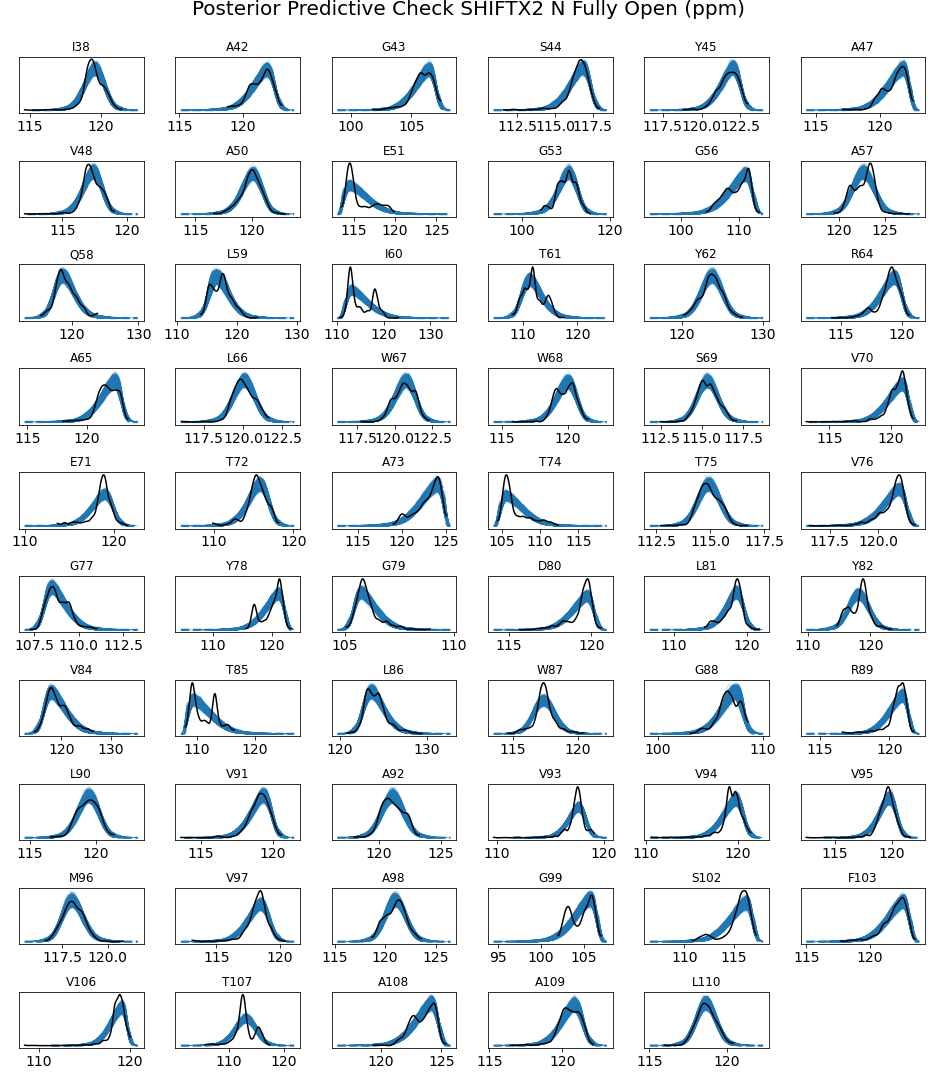 Posterior Predictive Check SHIFTX2 N Fully Open (ppm)
I38 A42 G43 S44 Y45 A47
115 120 115 120 100 105 112.5 115.0 117.5 117.5 120.0 122.5 115 120
V48 A50 E51 G53 G56 A57
115 120 115 120 115 120 125 100 120 100 110 120 125
Q58 L59 I60 T61 Y62 R64
120 130 110 120 130 110 120 130 110 120 120 130 115 120
A65 L66 W67 W68 S69 V70
115 120 117.5 120.0 122.5 117.5 120.0 122.5 115 120 112.5 115.0 117.5 115 120
E71 T72 A73 T74 T75 V76
110 120 110 120 115 120 125 105 110 115 112.5 115.0 117.5 117.5 120.0
G77 Y78 G79 D80 L81 Y82
107.5 110.0 112.5 110 120 105 110 115 120 110 120 110 120
V84 T85 L86 W87 G88 R89
120 130 110 120 120 130 115 120 100 110 115 120
L90 V91 A92 V93 V94 V95
115 120 115 120 120 125 110 120 110 120 115 120
M96 V97 A98 G99 S102 F103
117.5 120.0 115 120 115 120 125 95 100 105 110 115 115 120
V106 T107 A108 A109 L110
110 120 110 120 120 125 115 120 115 120